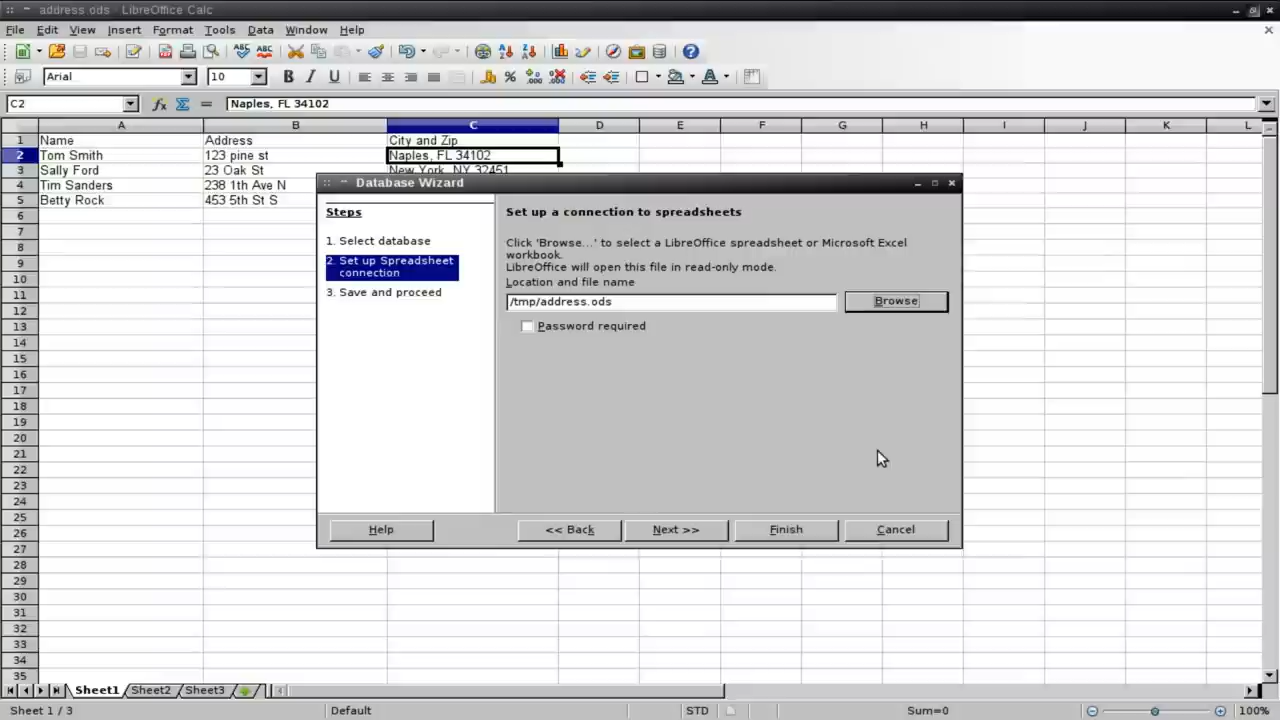 address ods - LibreOffice Calc
File Edit View Insert Format Tools Data Window Help
Arial 10
C2 Naples, FL 34102
A B C D E F G H I J K L
1 Name Address City and Zip
2 Tom Smith 123 pine st Naples, FL 34102
3 Sally Ford 23 Oak St New York, NY 32451
4 Tim Sanders 238 1th Ave N
5 Betty Rock 453 5th St S
6
7
8
9
10
11
12
13
14
15
16
17
18
19
20
21
22
23
24
25
26
27
28
29
30
31
32
33
34
35
Database Wizard
Steps
1. Select database
2. Set up Spreadsheet
connection
3. Save and proceed
Set up a connection to spreadsheets
Click 'Browse...' to select a LibreOffice spreadsheet or Microsoft Excel
workbook.
LibreOffice will open this file in read-only mode.
Location and file name
/tmp/address.ods Browse
Password required
Help << Back Next >> Finish Cancel
Sheet1 Sheet2 Sheet3
Sheet 1 / 3 Default STD Sum=0 100%